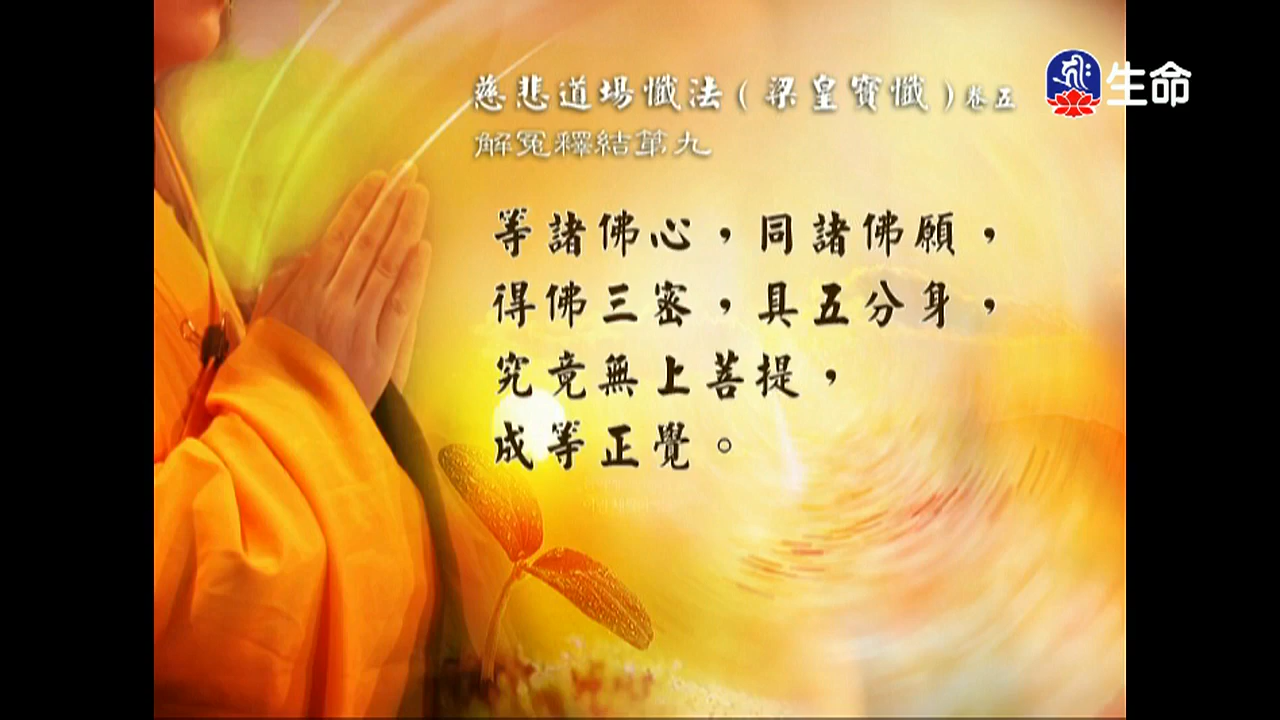 慈悲道場懺法(梁皇寶懺)卷五
生命
解冤釋結第九
等諸佛心，同諸佛願，
得佛三密，具五分身，
究竟無上菩提，
成等正覺。